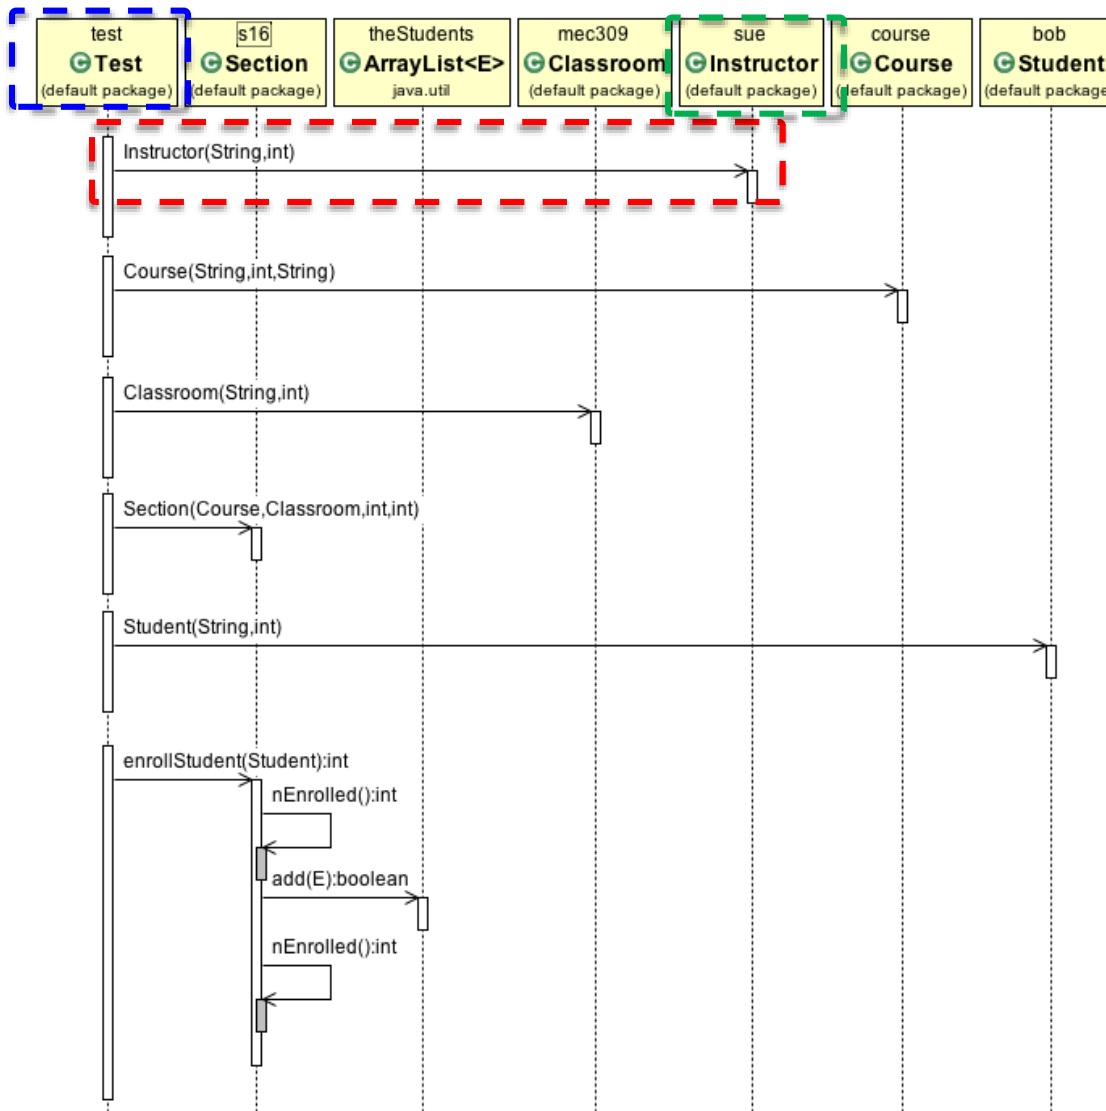 test
Test
(default package)
s16
Section
(default package)
theStudents
ArrayList<E>
java.util
mec309
Classroom
(default package)
sue
Instructor
(default package)
course
Course
(default package)
bob
Student
(default package)
Instructor(String,int)
Course(String,int,String)
Classroom(String,int)
Section(Course,Classroom,int,int)
Student(String,int)
enrollStudent(Student):int
nEnrolled():int
add(E):boolean
nEnrolled():int